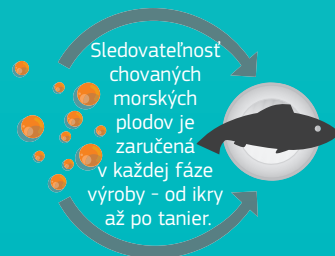 Sledovateľnosť
chovaných
morských
plodov je
zaručená
v každej fáze
výroby – od ikry
až po tanier.